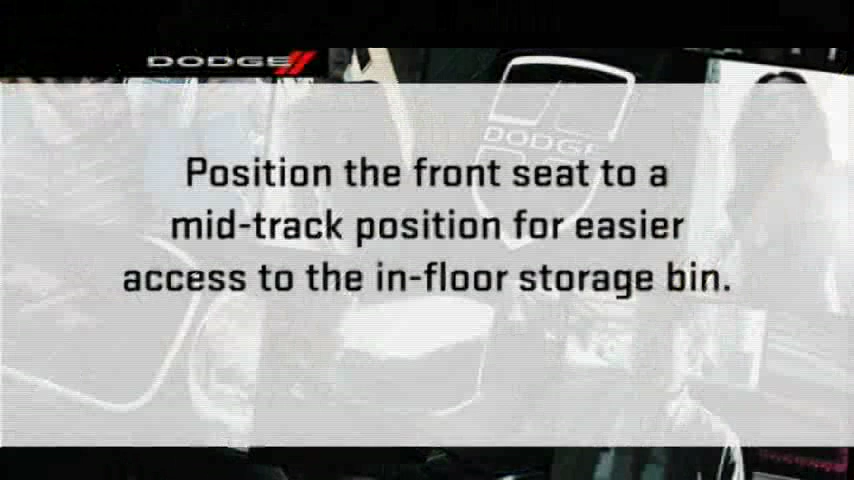 DODGE
DODGE
Position the front seat to a
mid-track position for easier
access to the in-floor storage bin.